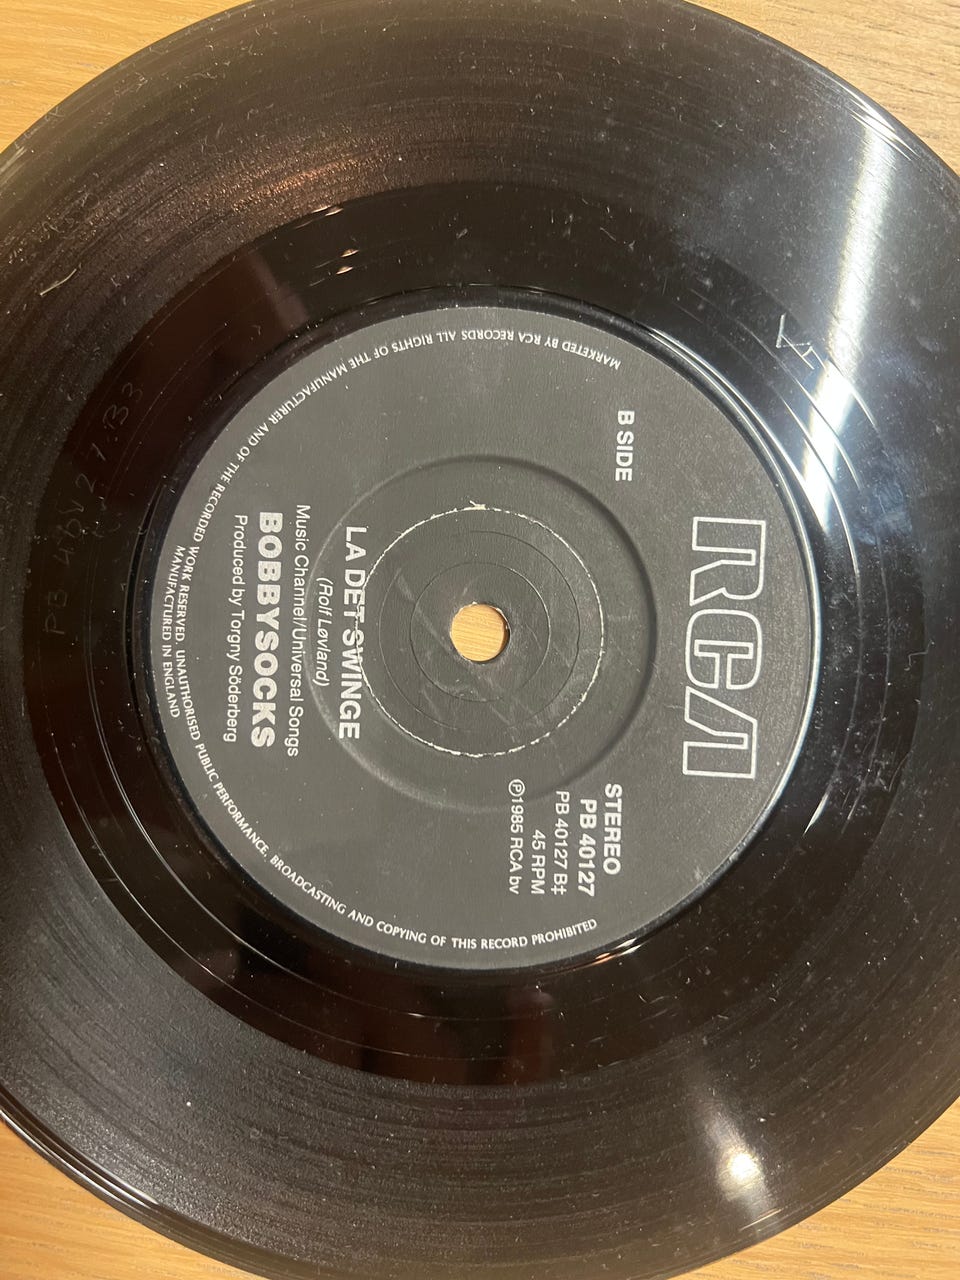 RCA
B SIDE
STEREO
PB 40127
PB 40127 B‡
45 RPM
℗1985 RCA bv
LA DET SWINGE
(Rolf Løvland)
Music Channel/Universal Songs
BOBBYSOCKS
Produced by Torgny Söderberg
MARKETED BY RCA RECORDS ALL RIGHTS OF THE MANUFACTURER AND OF THE RECORDED WORK RESERVED. UNAUTHORISED PUBLIC PERFORMANCE, BROADCASTING AND COPYING OF THIS RECORD PROHIBITED
MANUFACTURED IN ENGLAND